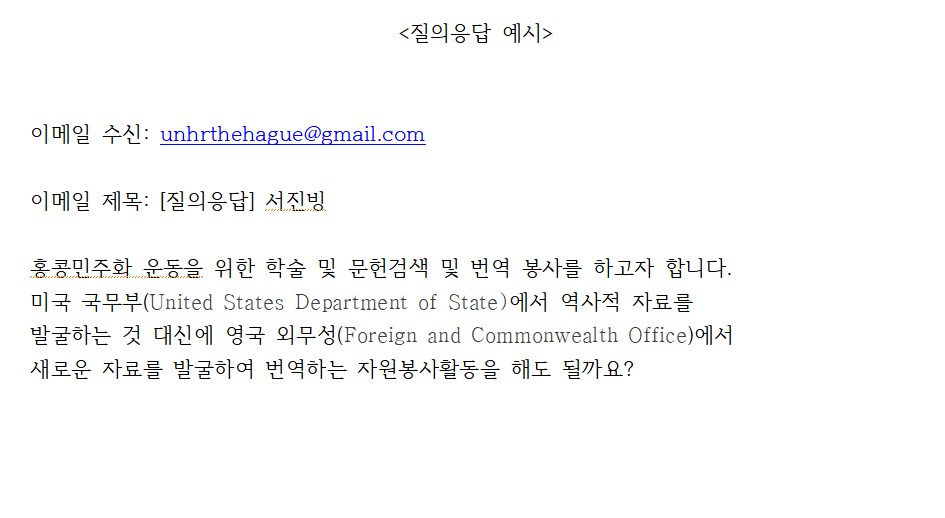 <질의응답 예시>
이메일 수신: unhrthehague@gmail.com
이메일 제목: [질의응답] 서진빙
홍콩민주화 운동을 위한 학술 및 문헌검색 및 번역 봉사를 하고자 합니다.
미국 국무부(United States Department of State)에서 역사적 자료를
발굴하는 것 대신에 영국 외무성(Foreign and Commonwealth Office)에서
새로운 자료를 발굴하여 번역하는 자원봉사활동을 해도 될까요?